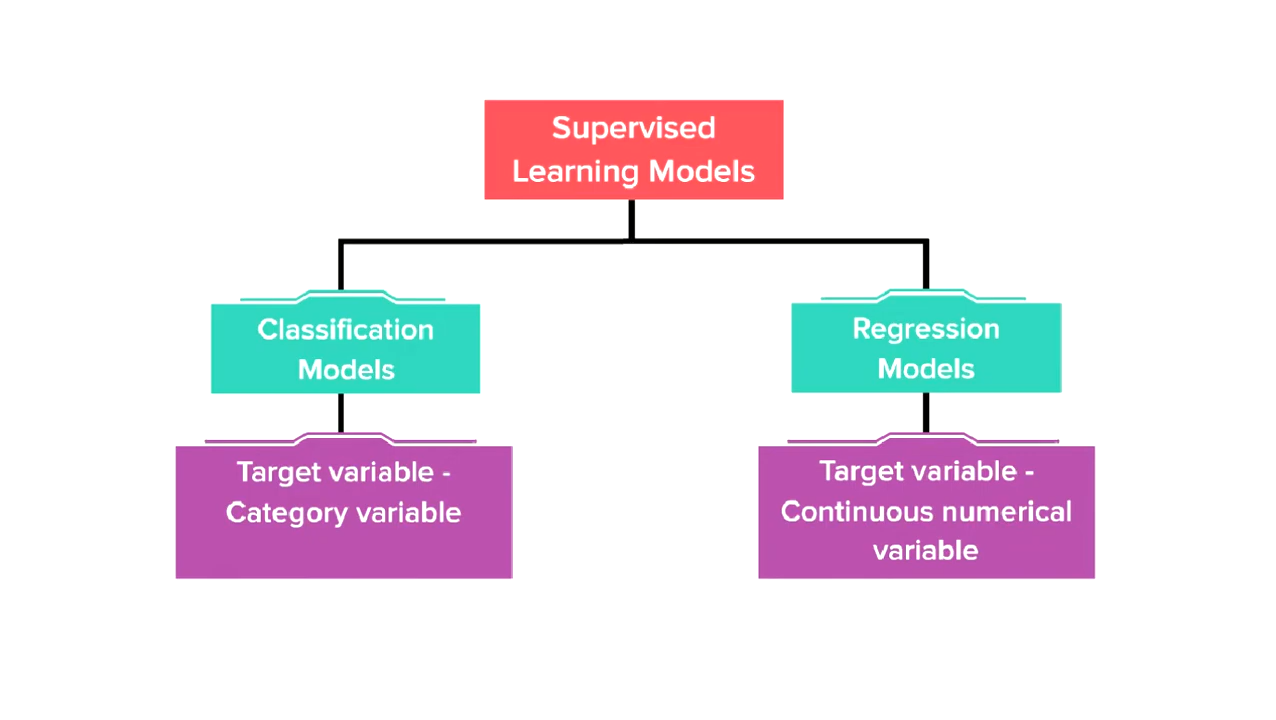 Supervised
Learning Models
Classification
Models
Regression
Models
Target variable -
Category variable
Target variable -
Continuous numerical
variable